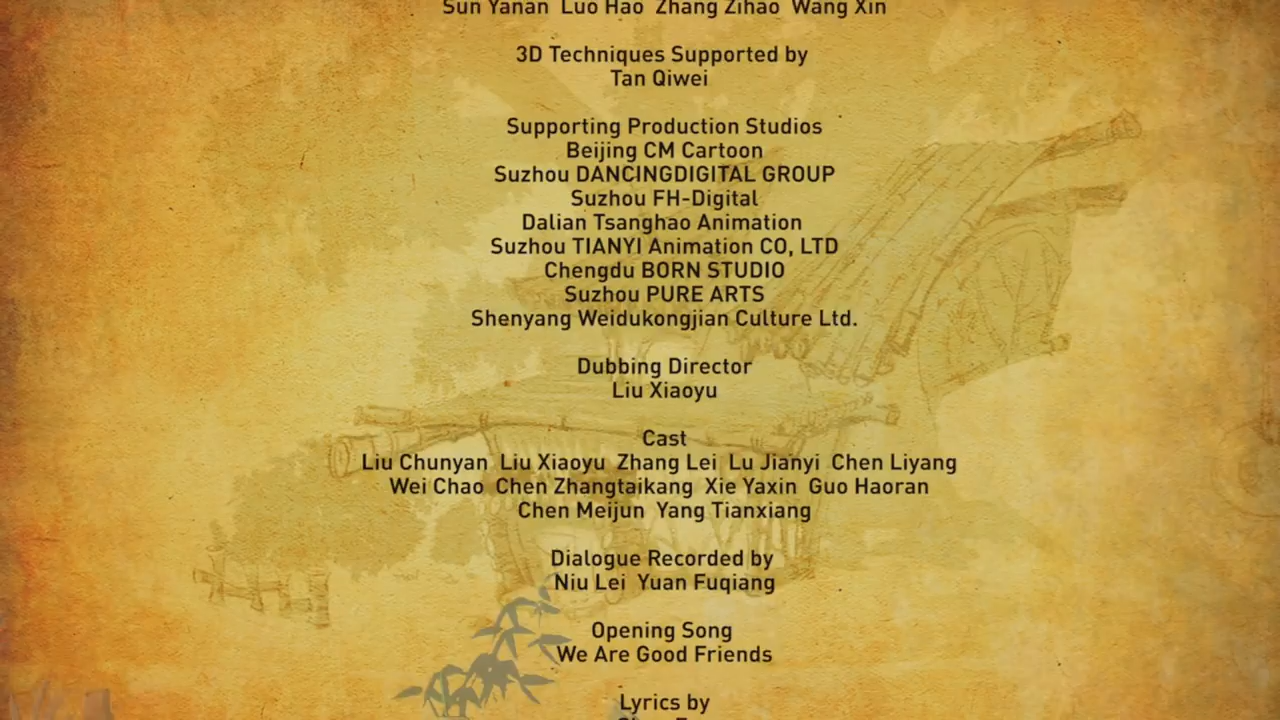 Sun Yanan Luo Hao Zhang Zihao Wang Xin
3D Techniques Supported by
Tan Qiwei
Supporting Production Studios
Beijing CM Cartoon
Suzhou DANCINGDIGITAL GROUP
Suzhou FH-Digital
Dalian Tsanghao Animation
Suzhou TIANYI Animation CO, LTD
Chengdu BORN STUDIO
Suzhou PURE ARTS
Shenyang Weidukongjian Culture Ltd.
Dubbing Director
Liu Xiaoyu
Cast
Liu Chunyan Liu Xiaoyu Zhang Lei Lu Jianyi Chen Liyang
Wei Chao Chen Zhangtaikang Xie Yaxin Guo Haoran
Chen Meijun Yang Tianxiang
Dialogue Recorded by
Niu Lei Yuan Fuqiang
Opening Song
We Are Good Friends
Lyrics by